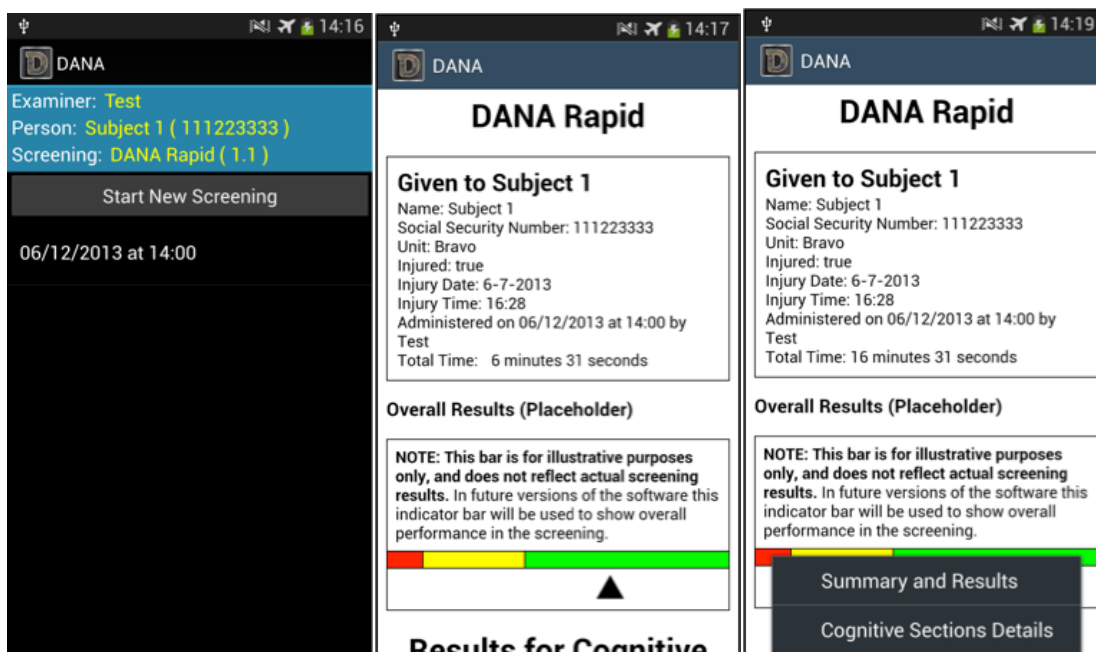 14:16
DANA
Examiner: Test
Person: Subject 1 ( 111223333 )
Screening: DANA Rapid ( 1.1 )
Start New Screening
06/12/2013 at 14:00
14:17
DANA
DANA Rapid
Given to Subject 1
Name: Subject 1
Social Security Number: 111223333
Unit: Bravo
Injured: true
Injury Date: 6-7-2013
Injury Time: 16:28
Administered on 06/12/2013 at 14:00 by
Test
Total Time: 6 minutes 31 seconds
Overall Results (Placeholder)
NOTE: This bar is for illustrative purposes
only, and does not reflect actual screening
results. In future versions of the software this
indicator bar will be used to show overall
performance in the screening.
Results for Cognitive
14:19
DANA
DANA Rapid
Given to Subject 1
Name: Subject 1
Social Security Number: 111223333
Unit: Bravo
Injured: true
Injury Date: 6-7-2013
Injury Time: 16:28
Administered on 06/12/2013 at 14:00 by
Test
Total Time: 16 minutes 31 seconds
Overall Results (Placeholder)
NOTE: This bar is for illustrative purposes
only, and does not reflect actual screening
results. In future versions of the software this
indicator bar will be used to show overall
performance in the screening.
Summary and Results
Cognitive Sections Details